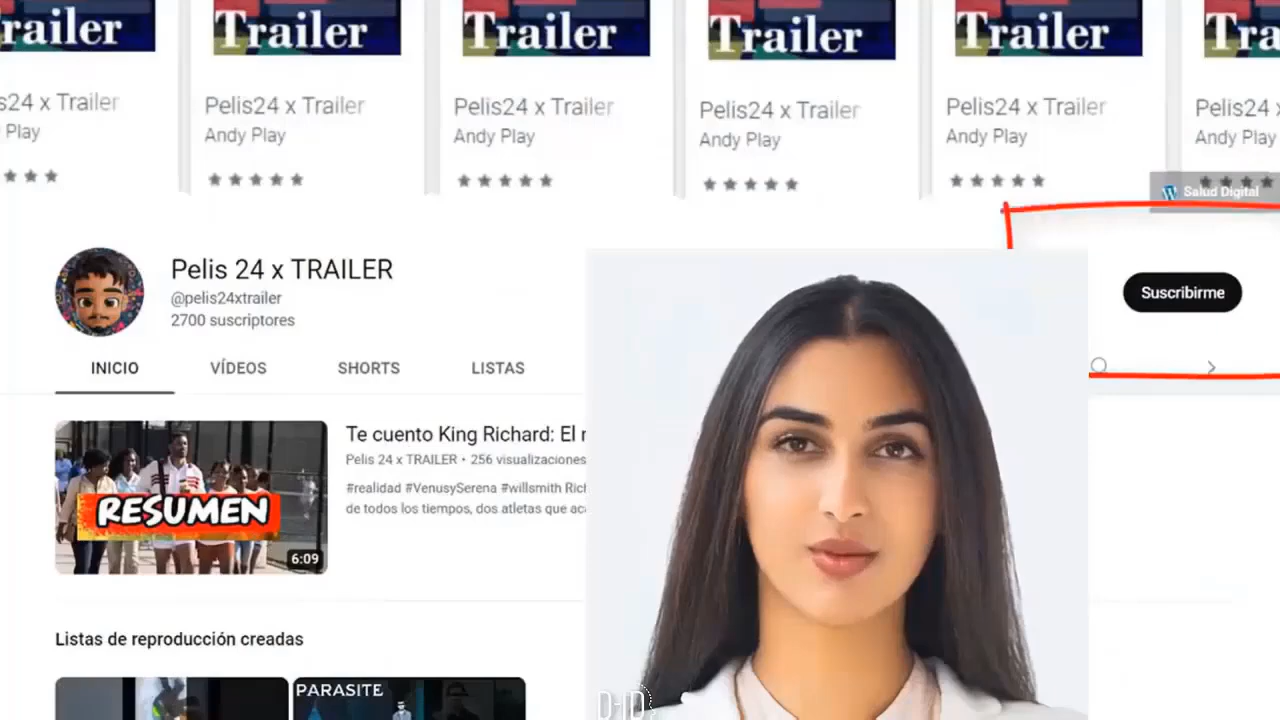 railer
Trailer
Trailer
Trailer
Trailer
Tra
s24 x Trailer
Pelis24 x Trailer
Pelis24 x Trailer
Pelis24 x Trailer
Pelis24 x Trailer
Pelis24 x
Play
Andy Play
Andy Play
Andy Play
Andy Play
Andy Play
Salud Digital
Pelis 24 x TRAILER
@pelis24xtrailer
2700 suscriptores
Suscribirme
INICIO
VÍDEOS
SHORTS
LISTAS
RESUMEN
6:09
Te cuento King Richard: El
Pelis 24 x TRAILER • 256 visualizaciones
#realidad #VenusySerena #willsmith Rich
de todos los tiempos, dos atletas que
Listas de reproducción creadas
PARASITE
D-ID